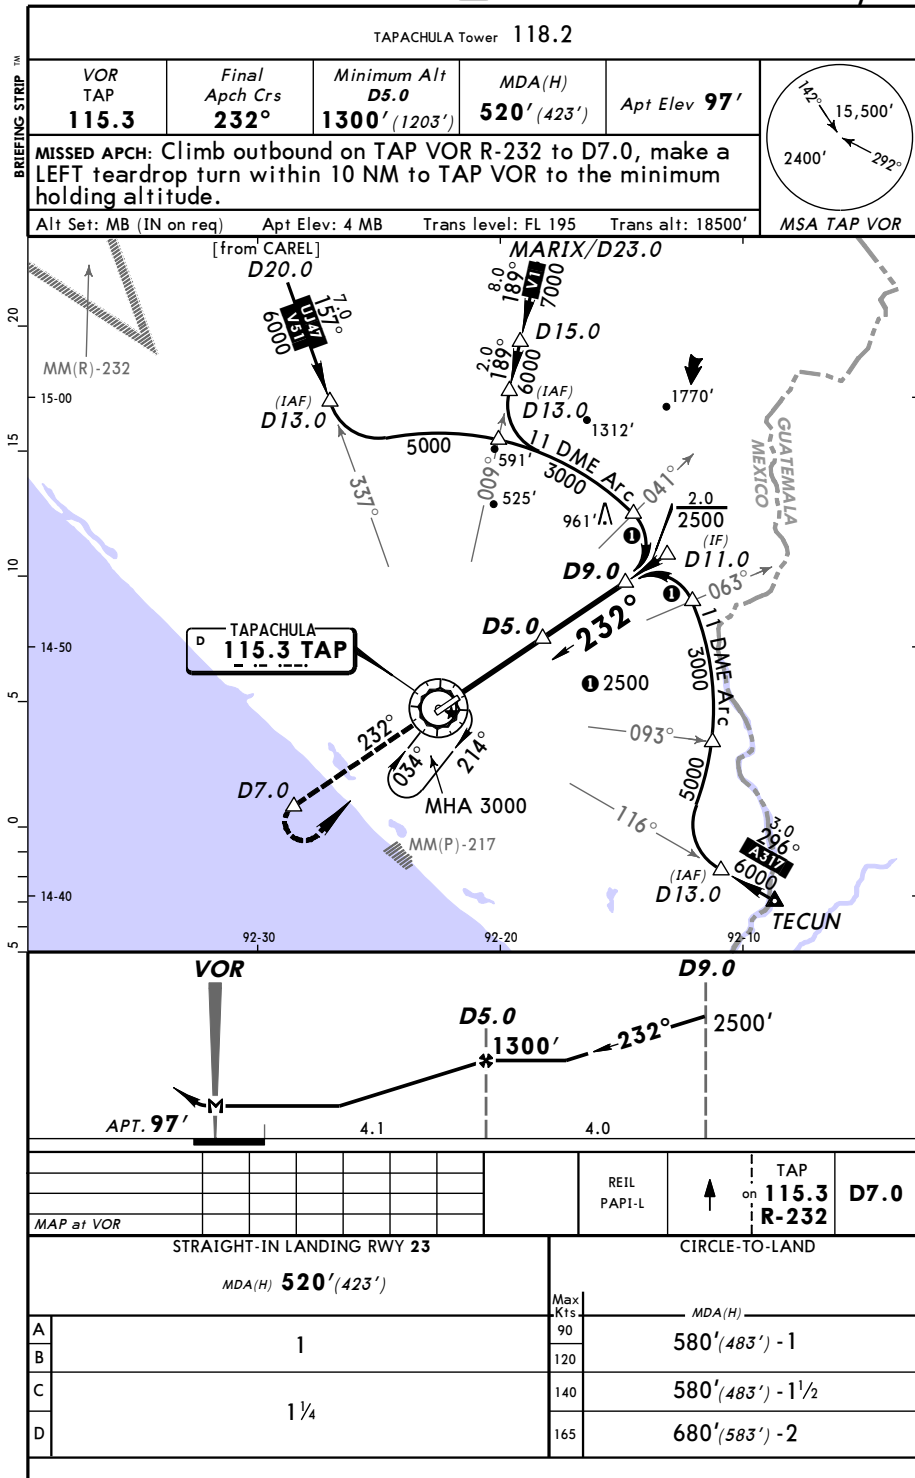 TAPACHULA Tower 118.2
BRIEFING STRIP TM
VOR
TAP
115.3
Final
Apch Crs
232°
Minimum Alt
D5.0
1300' (1203')
MDA(H)
520' (423')
Apt Elev 97'
142°
15,500'
2400'
292°
MSA TAP VOR
MISSED APCH: Climb outbound on TAP VOR R-232 to D7.0, make a
LEFT teardrop turn within 10 NM to TAP VOR to the minimum
holding altitude.
Alt Set: MB (IN on req) Apt Elev: 4 MB Trans level: FL 195 Trans alt: 18500'
[from CAREL]
D20.0
MARIX/D23.0
7.0
157°
UJ47
V51
6000
8.0
189°
V1
7000
D15.0
2.0
189°
6000
MM(R)-232
(IAF)
D13.0
(IAF)
D13.0
1770'
1312'
5000
591'
11 DME Arc
3000
009°
337°
525'
041°
961'
2.0
2500
(IF)
D11.0
GUATEMALA
MEXICO
D9.0
063°
1
1
D5.0
232°
11 DME Arc
3000
D
TAPACHULA
115.3 TAP
1 2500
093°
232°
034°
214°
D7.0
MHA 3000
5000
116°
MM(P)-217
3.0
296°
A317
6000
(IAF)
D13.0
TECUN
20
15
10
5
0
5
15-00
14-50
14-40
92-30
92-20
92-10
VOR
D9.0
D5.0
1300'
232°
2500'
M
APT. 97'
4.1
4.0
MAP at VOR
REIL
PAPI-L
on
TAP
115.3
R-232
D7.0
STRAIGHT-IN LANDING RWY 23
MDA(H) 520' (423')
CIRCLE-TO-LAND
Max
Kts
MDA(H)
A
B
1
90
120
580' (483') - 1
C
D
1 1/4
140
580' (483') - 1 1/2
165
680' (583') - 2